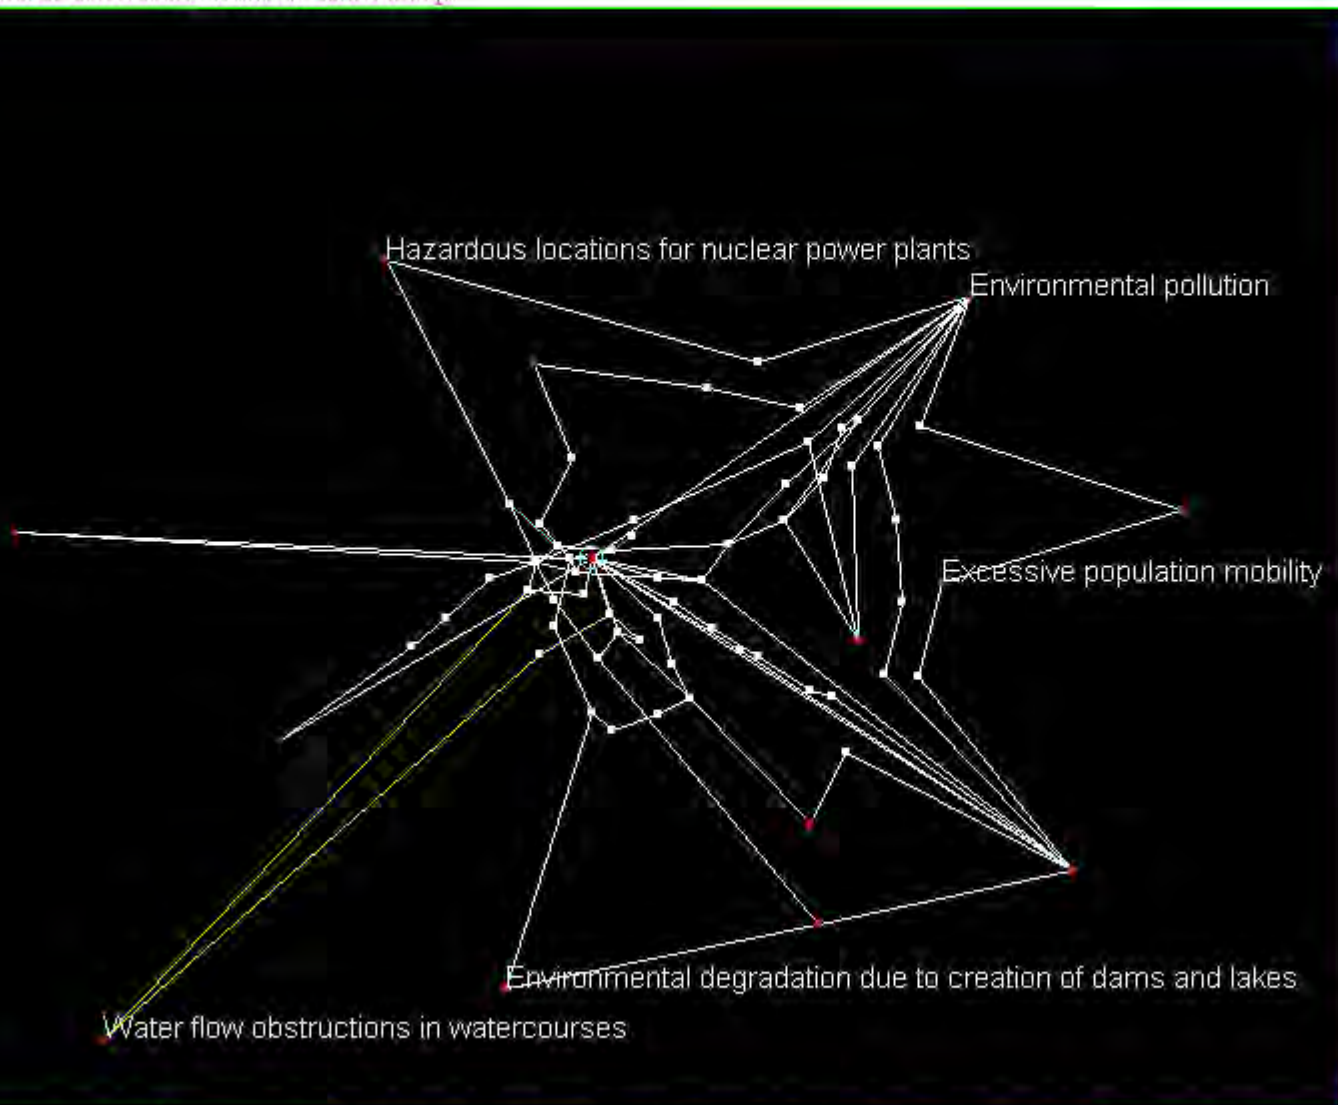 Hazardous locations for nuclear power plants
Environmental pollution
Excessive population mobility
Environmental degradation due to creation of dams and lakes
Water flow obstructions in watercourses